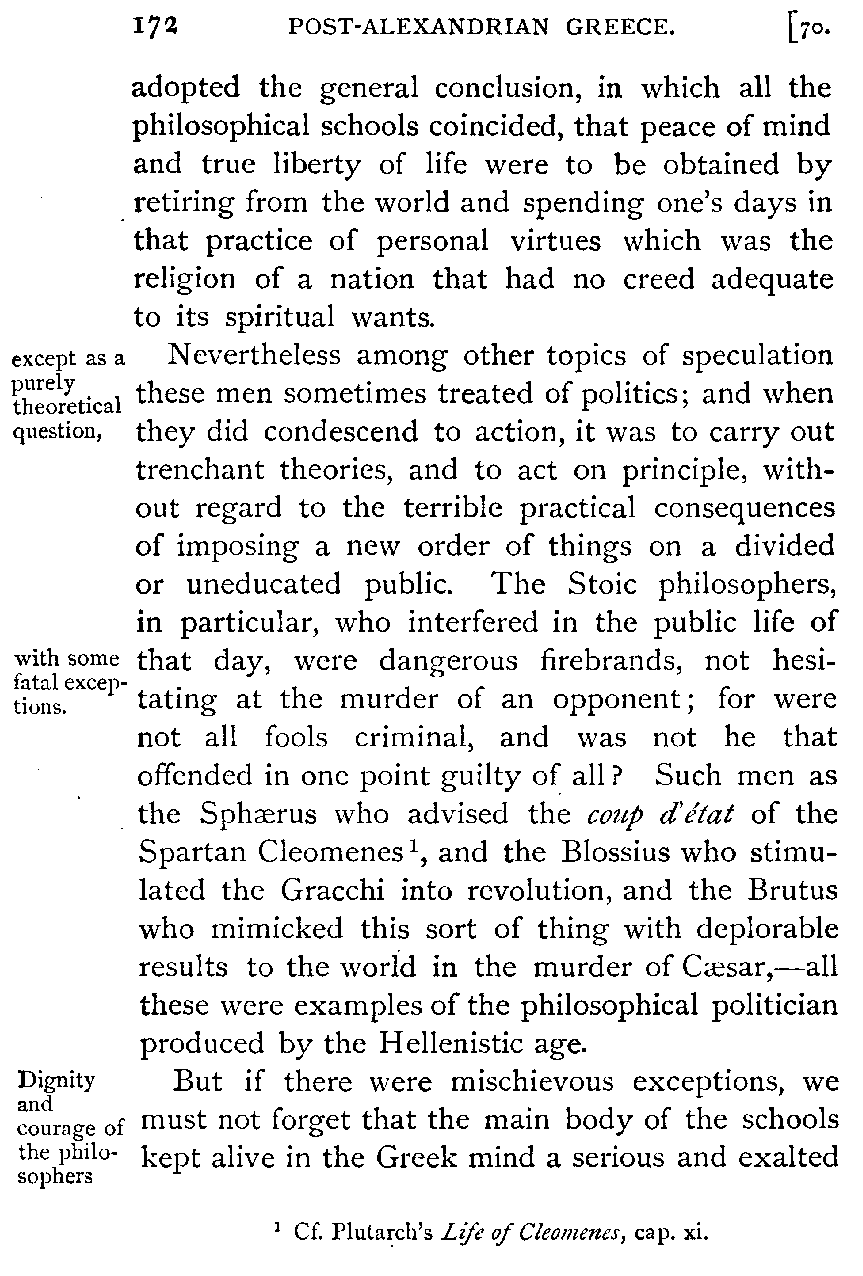 172 POST-ALEXANDRIAN GREECE. [70.
adopted the general conclusion, in which all the
philosophical schools coincided, that peace of mind
and true liberty of life were to be obtained by
retiring from the world and spending one's days in
that practice of personal virtues which was the
religion of a nation that had no creed adequate
to its spiritual wants.
except as a
purely
theoretical
question,
Nevertheless among other topics of speculation
these men sometimes treated of politics; and when
they did condescend to action, it was to carry out
trenchant theories, and to act on principle, with-
out regard to the terrible practical consequences
of imposing a new order of things on a divided
or uneducated public. The Stoic philosophers,
in particular, who interfered in the public life of
with some
fatal excep-
tions.
that day, were dangerous firebrands, not hesi-
tating at the murder of an opponent; for were
not all fools criminal, and was not he that
offended in one point guilty of all? Such men as
the Sphærus who advised the coup d'état of the
Spartan Cleomenes¹, and the Blossius who stimu-
lated the Gracchi into revolution, and the Brutus
who mimicked this sort of thing with deplorable
results to the world in the murder of Cæsar,—all
these were examples of the philosophical politician
produced by the Hellenistic age.
Dignity
and
courage of
the philo-
sophers
But if there were mischievous exceptions, we
must not forget that the main body of the schools
kept alive in the Greek mind a serious and exalted
¹ Cf. Plutarch's Life of Cleomenes, cap. xi.